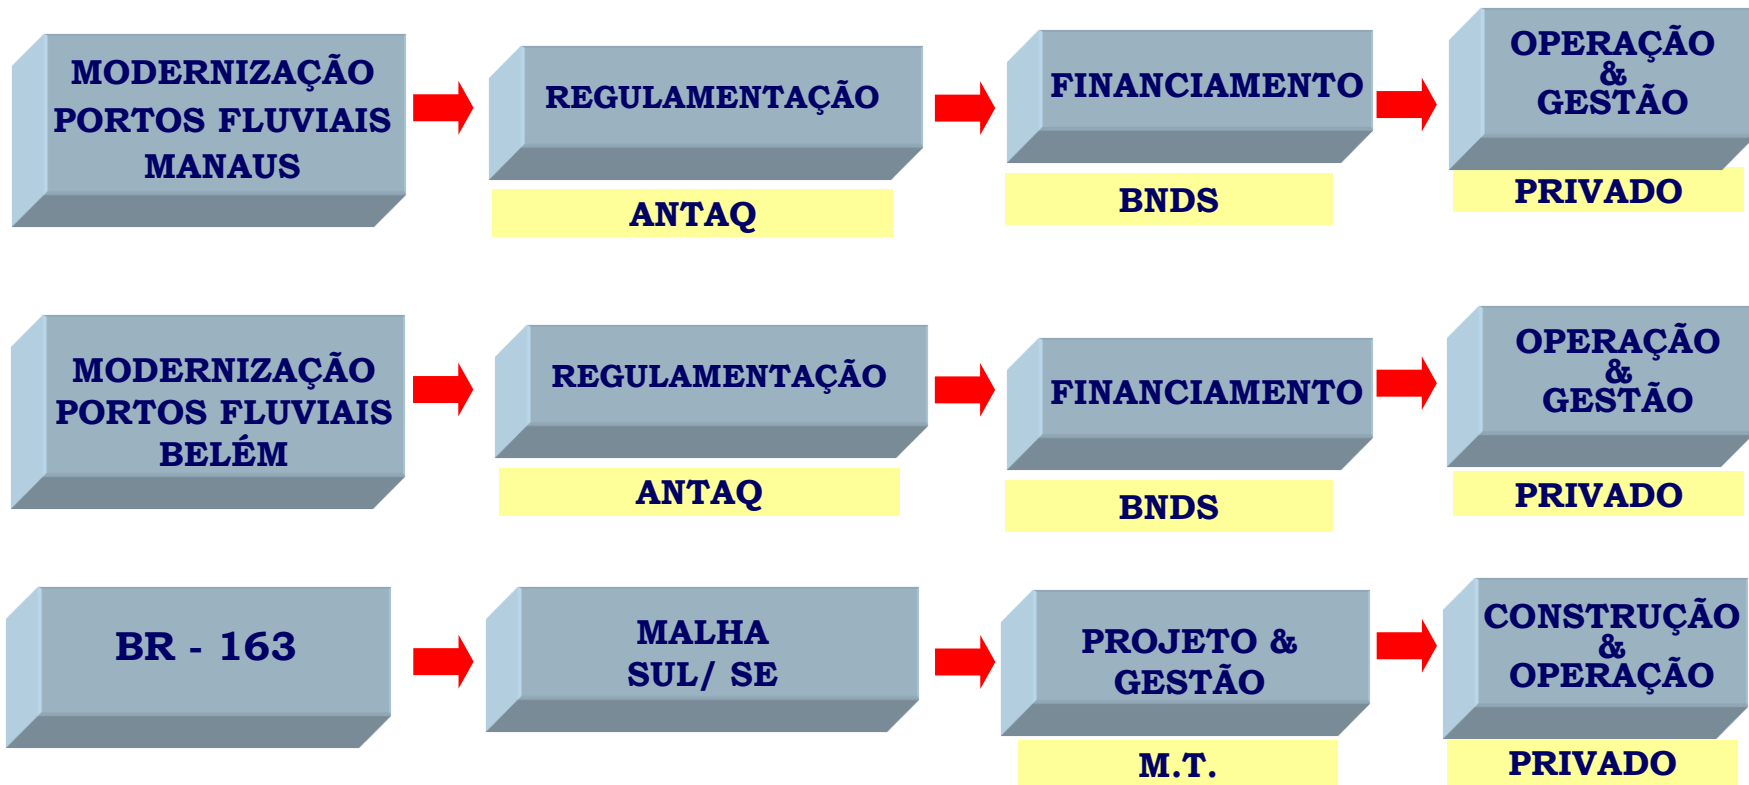 MODERNIZAÇÃO
PORTOS FLUVIAIS
MANAUS
REGULAMENTAÇÃO
ANTAQ
FINANCIAMENTO
BNDS
OPERAÇÃO
&
GESTÃO
PRIVADO
MODERNIZAÇÃO
PORTOS FLUVIAIS
BELÉM
REGULAMENTAÇÃO
ANTAQ
FINANCIAMENTO
BNDS
OPERAÇÃO
&
GESTÃO
PRIVADO
BR - 163
MALHA
SUL/ SE
PROJETO &
GESTÃO
M.T.
CONSTRUÇÃO
&
OPERAÇÃO
PRIVADO